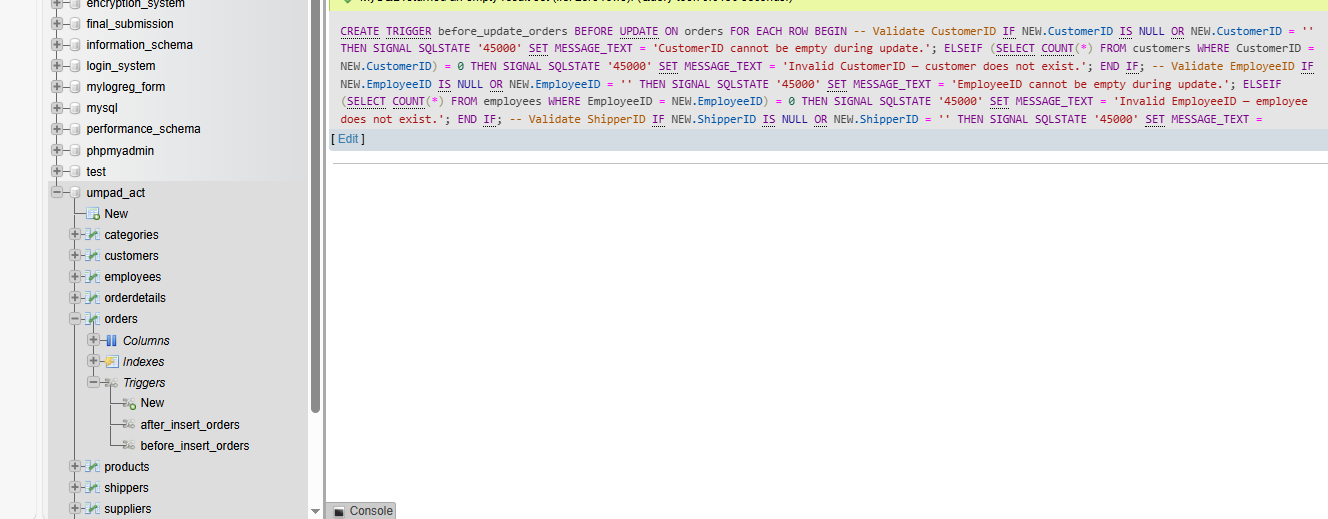 encryption_system
final_submission
information_schema
login_system
mylogreg_form
mysql
performance_schema
phpmyadmin
test
umpad_act
New
categories
customers
employees
orderdetails
orders
Columns
Indexes
Triggers
New
after_insert_orders
before_insert_orders
products
shippers
suppliers
CREATE TRIGGER before_update_orders BEFORE UPDATE ON orders FOR EACH ROW BEGIN -- Validate CustomerID IF NEW.CustomerID IS NULL OR NEW.CustomerID = ''
THEN SIGNAL SQLSTATE '45000' SET MESSAGE_TEXT = 'CustomerID cannot be empty during update.'; ELSEIF (SELECT COUNT(*) FROM customers WHERE CustomerID =
NEW.CustomerID) = 0 THEN SIGNAL SQLSTATE '45000' SET MESSAGE_TEXT = 'Invalid CustomerID – customer does not exist.'; END IF; -- Validate EmployeeID IF
NEW.EmployeeID IS NULL OR NEW.EmployeeID = '' THEN SIGNAL SQLSTATE '45000' SET MESSAGE_TEXT = 'EmployeeID cannot be empty during update.'; ELSEIF
(SELECT COUNT(*) FROM employees WHERE EmployeeID = NEW.EmployeeID) = 0 THEN SIGNAL SQLSTATE '45000' SET MESSAGE_TEXT = 'Invalid EmployeeID – employee
does not exist.'; END IF; -- Validate ShipperID IF NEW.ShipperID IS NULL OR NEW.ShipperID = '' THEN SIGNAL SQLSTATE '45000' SET MESSAGE_TEXT =
[ Edit ]
Console